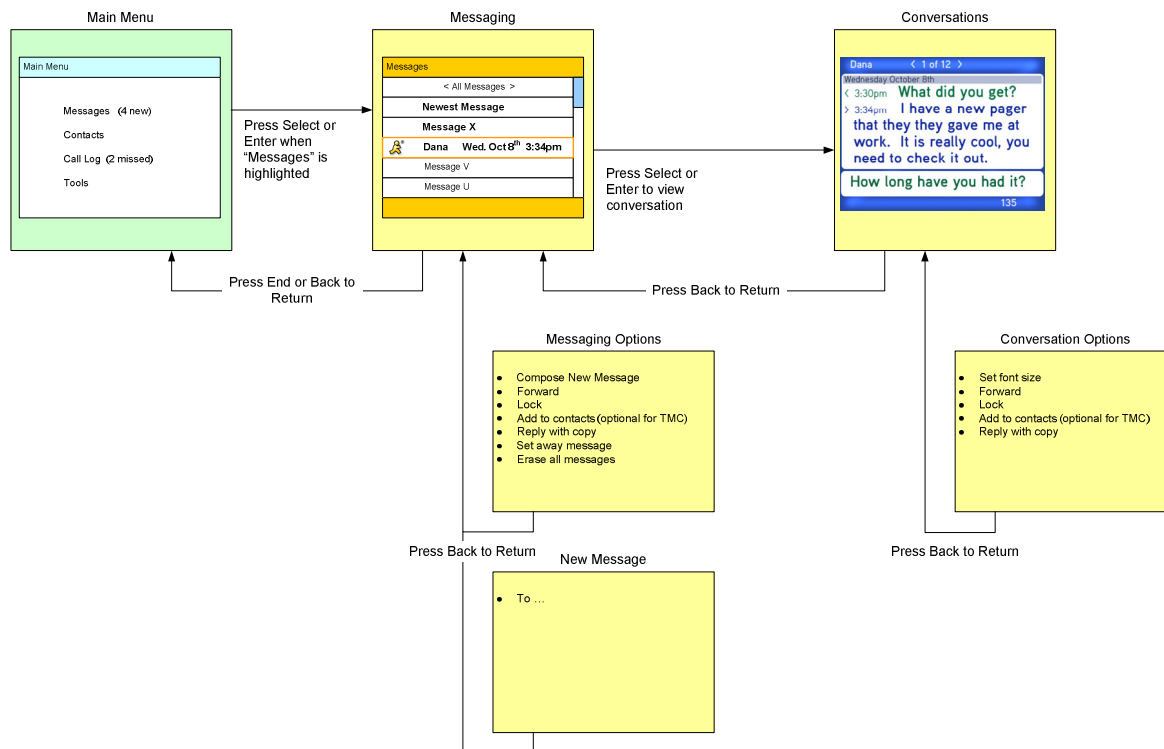 Main Menu
Messaging
Conversations
Main Menu
Messages (4 new)
Contacts
Call Log (2 missed)
Tools
Press Select or
Enter when
“Messages” is
highlighted
Messages
< All Messages >
Newest Message
Message X
Dana Wed. Oct 8th 3:34pm
Message V
Message U
Press Select or
Enter to view
conversation
Dana < 1 of 12 >
Wednesday October 8th
< 3:30pm What did you get?
> 3:34pm I have a new pager
that they they gave me at
work. It is really cool, you
need to check it out.
How long have you had it?
135
Press End or Back to
Return
Press Back to Return
Messaging Options
• Compose New Message
• Forward
• Lock
• Add to contacts (optional for TMC)
• Reply with copy
• Set away message
• Erase all messages
Conversation Options
• Set font size
• Forward
• Lock
• Add to contacts (optional for TMC)
• Reply with copy
Press Back to Return
Press Back to Return
New Message
• To ...